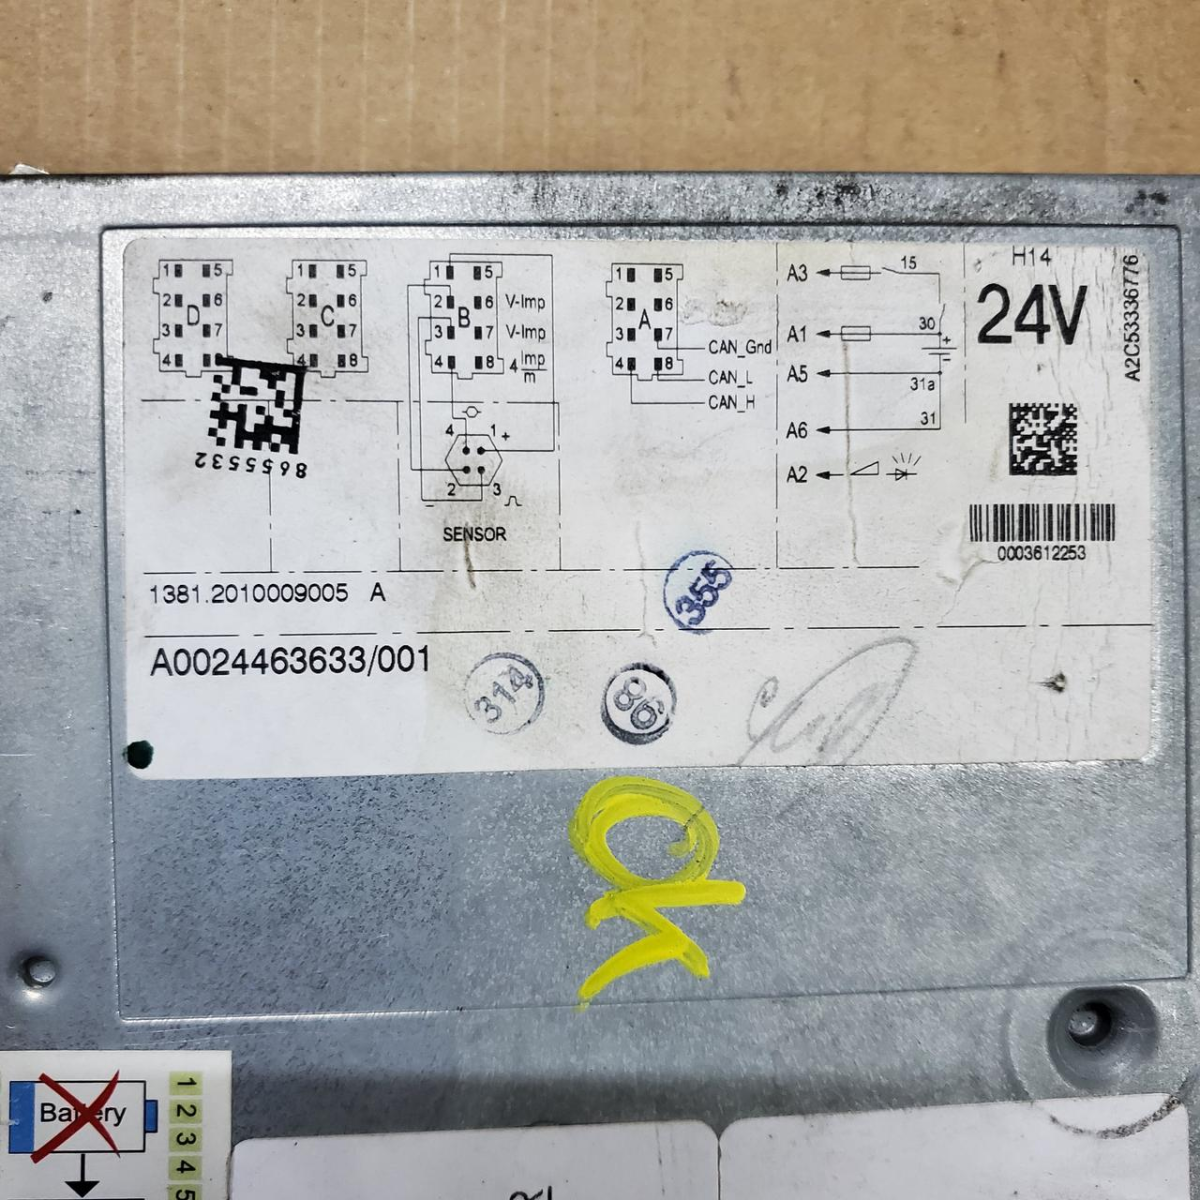 1 5
2 6
D
3 7
4
1 5
2 6
C
3 7
4 8
1 5
2 6
B
3 7
4 8
V-Imp
V-Imp
4 Imp/m
4 1 +
2 3
-
SENSOR
1 5
2 6
A
3 7
4 8
CAN_Gnd
CAN_L
CAN_H
A3 15
A1 30
+
A5 31a
A6 31
A2
H14
24V
A2C53336776
8655532
0003612253
1381.2010009005 A
A0024463633/001
355
314
86
OK
Battery
1
2
3
4
5
R